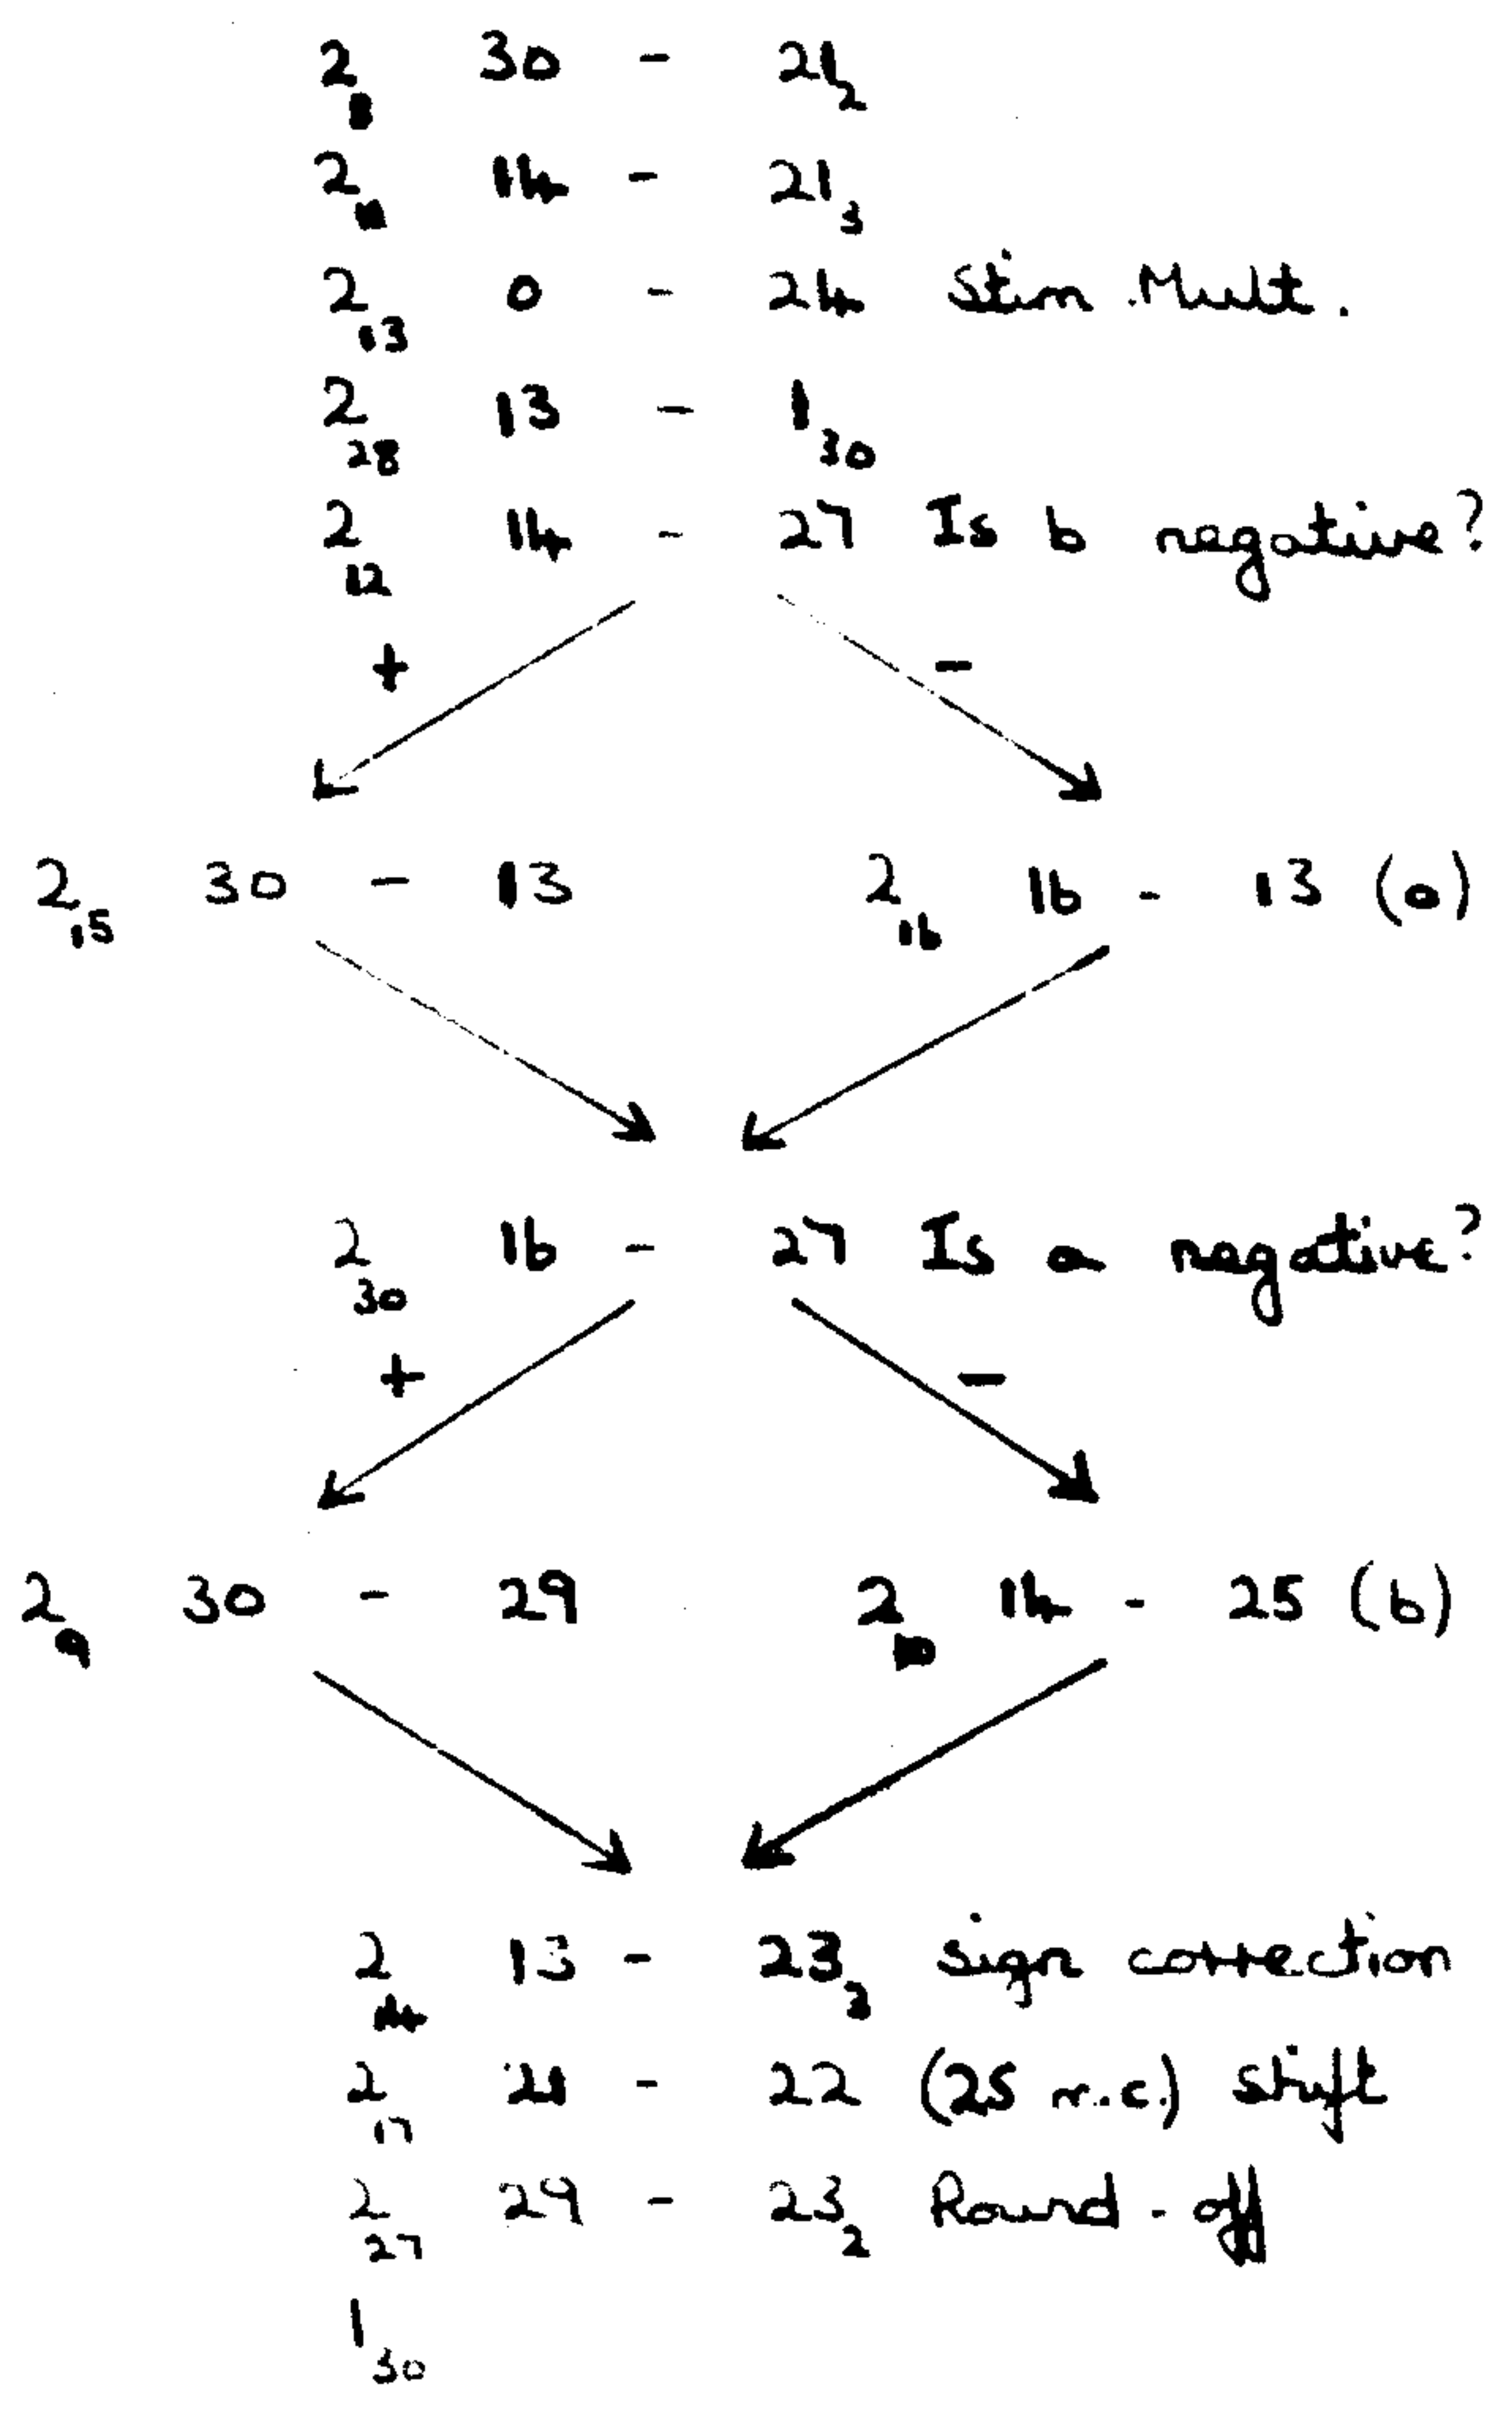 2₈ 30 - 21₂
2 14 - 21₃
2₁₃ 0 - 24 Stim. Mult.
2₂₈ 13 - 1₃₀
2₁₂ 14 - 27 Is b negative?
+ -
2₁₅ 30 - 13 2₁₆ 16 - 13 (a)
2₃₀ 16 - 27 Is a negative?
+ -
2₉ 30 - 29 2₁₀ 14 - 25 (b)
2₁₄ 13 - 23 sign correction
2₁₇ 21 - 22 (25 m.c.) shift
2₂₇ 29 - 23₂ Round-off
1₃₀